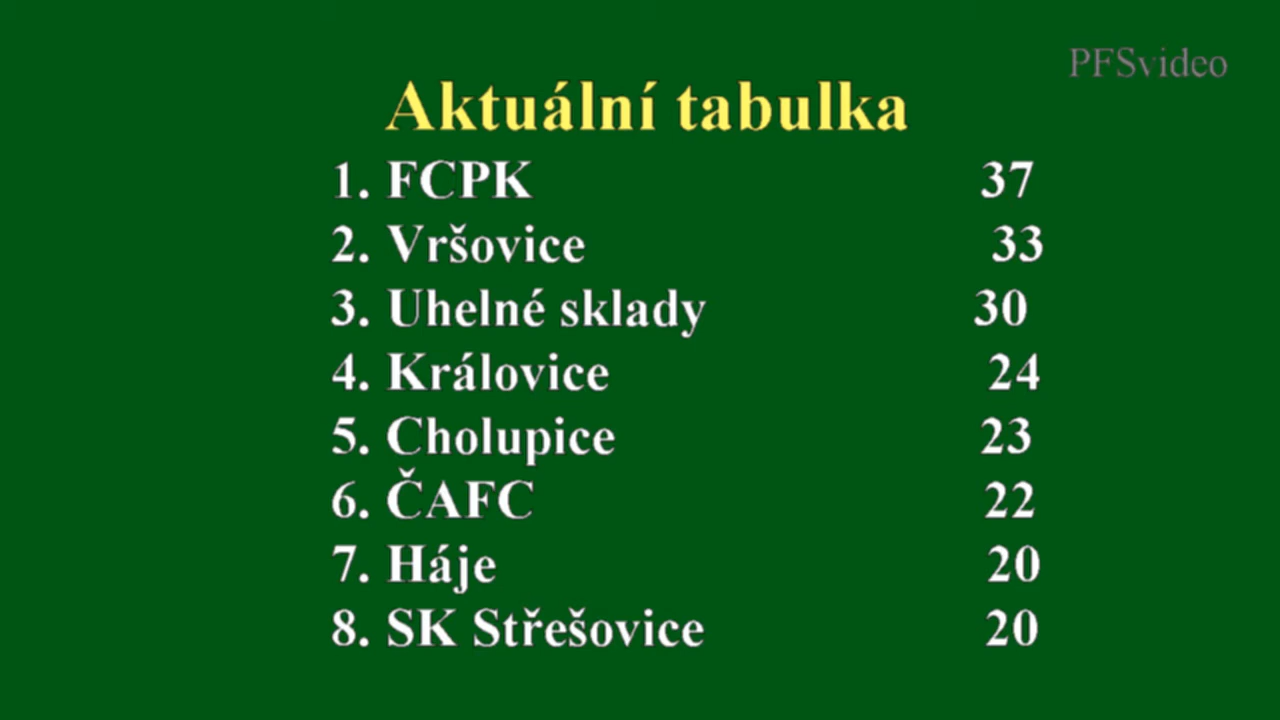 PFSvideo
Aktuální tabulka
1. FCPK 37
2. Vršovice 33
3. Uhelné sklady 30
4. Královice 24
5. Cholupice 23
6. ČAFC 22
7. Háje 20
8. SK Střešovice 20